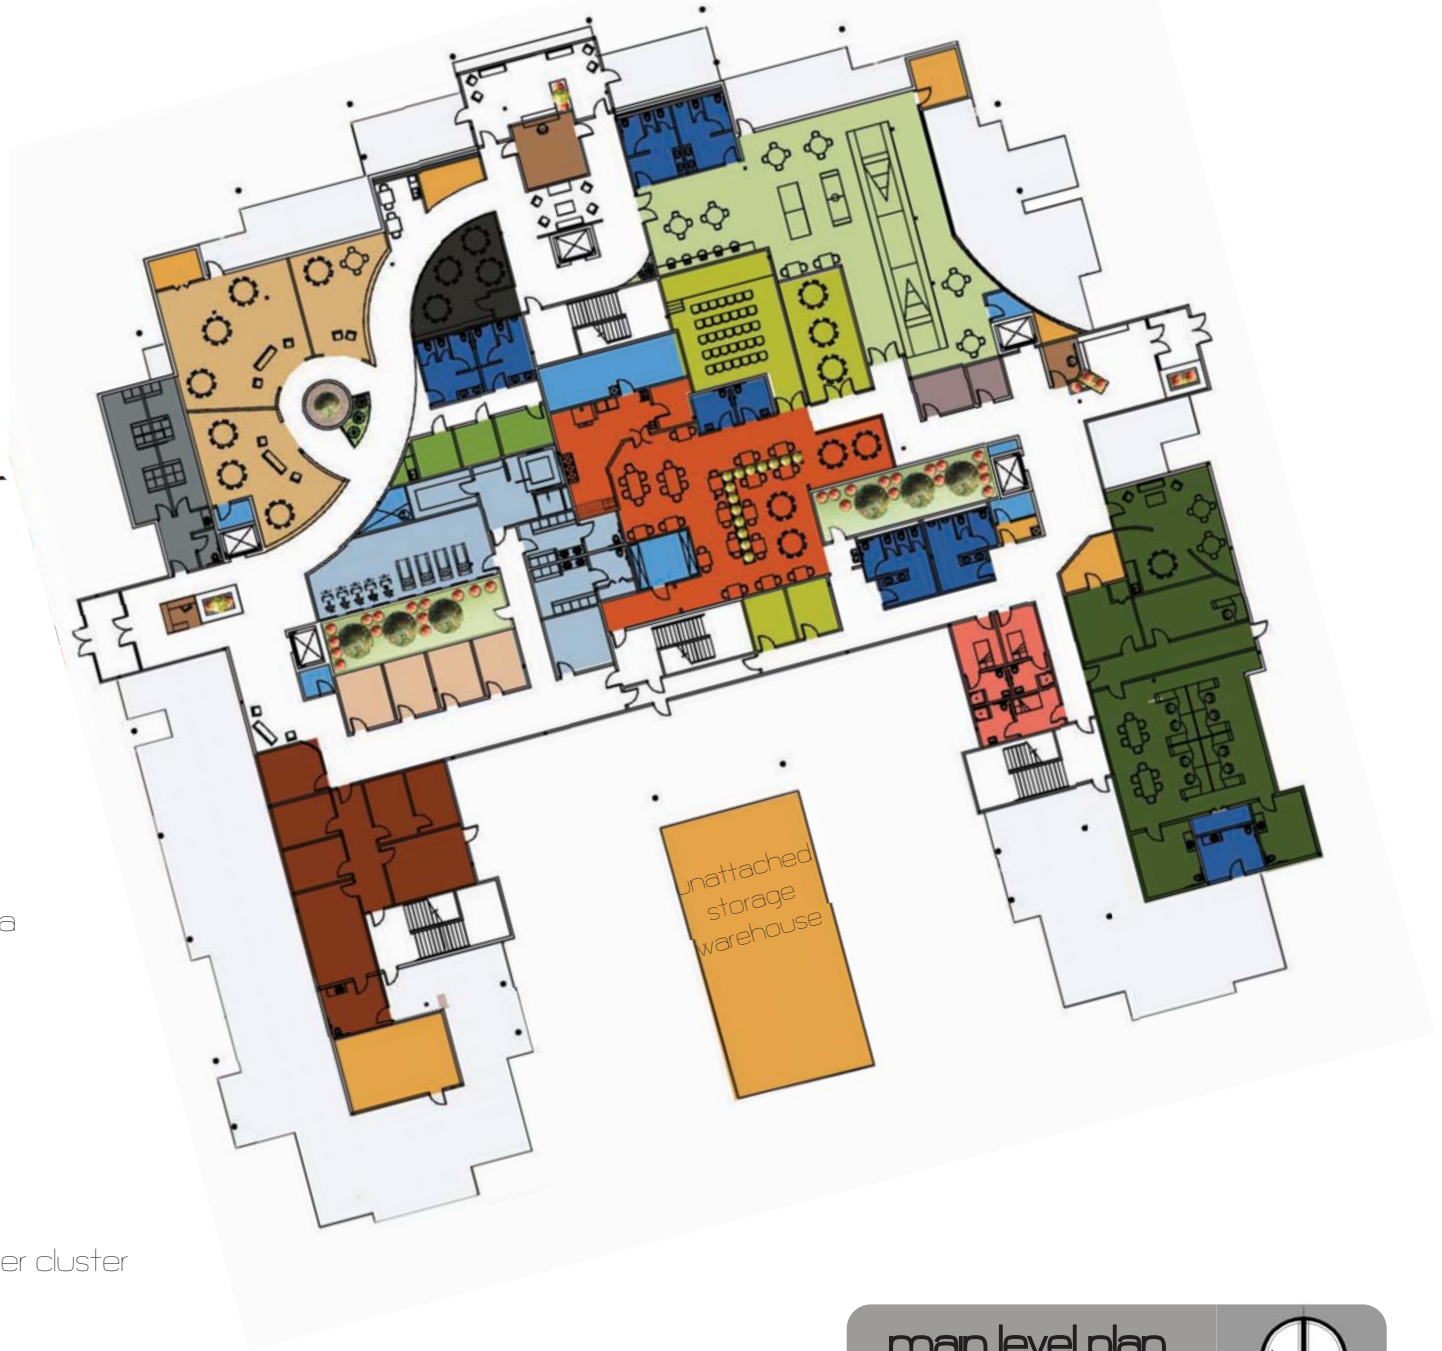 unattached
storage
warehouse
a
er cluster
main level plan